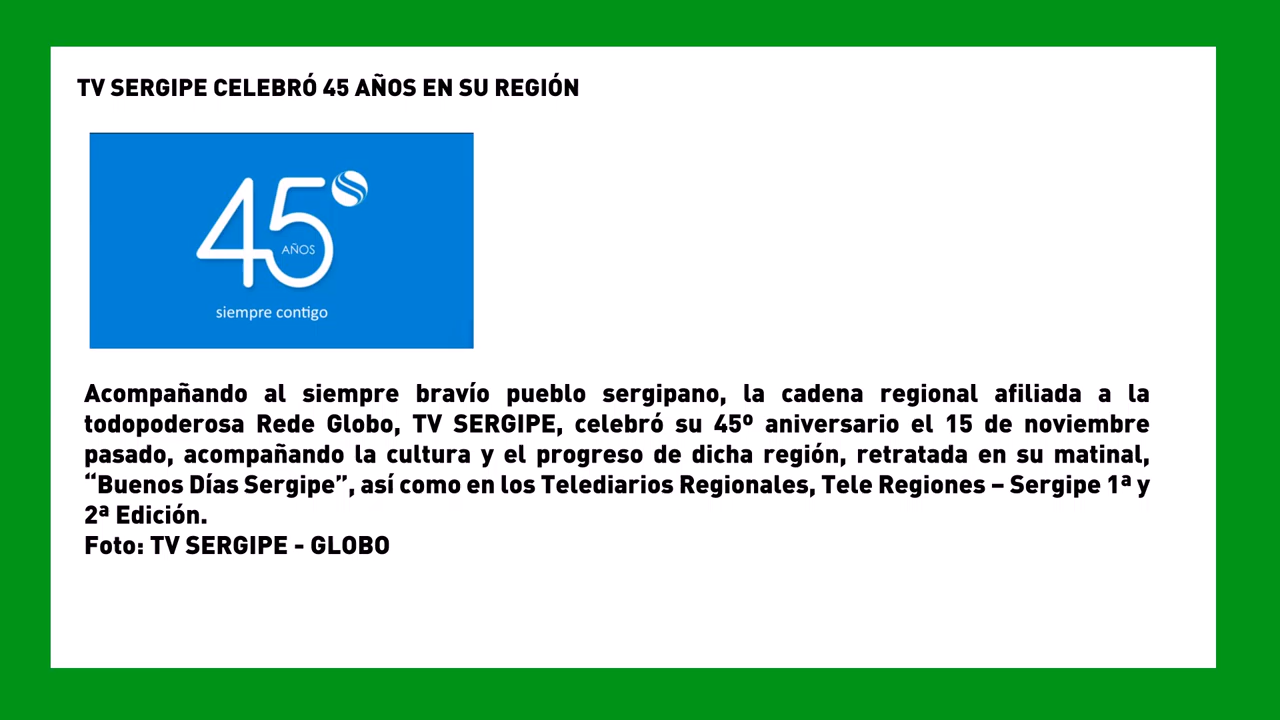 TV SERGIPE CELEBRÓ 45 AÑOS EN SU REGIÓN
45
AÑOS
siempre contigo
Acompañando al siempre bravío pueblo sergipano, la cadena regional afiliada a la
todopoderosa Rede Globo, TV SERGIPE, celebró su 45º aniversario el 15 de noviembre
pasado, acompañando la cultura y el progreso de dicha región, retratada en su matinal,
“Buenos Días Sergipe”, así como en los Telediarios Regionales, Tele Regiones – Sergipe 1ª y
2ª Edición.
Foto: TV SERGIPE - GLOBO